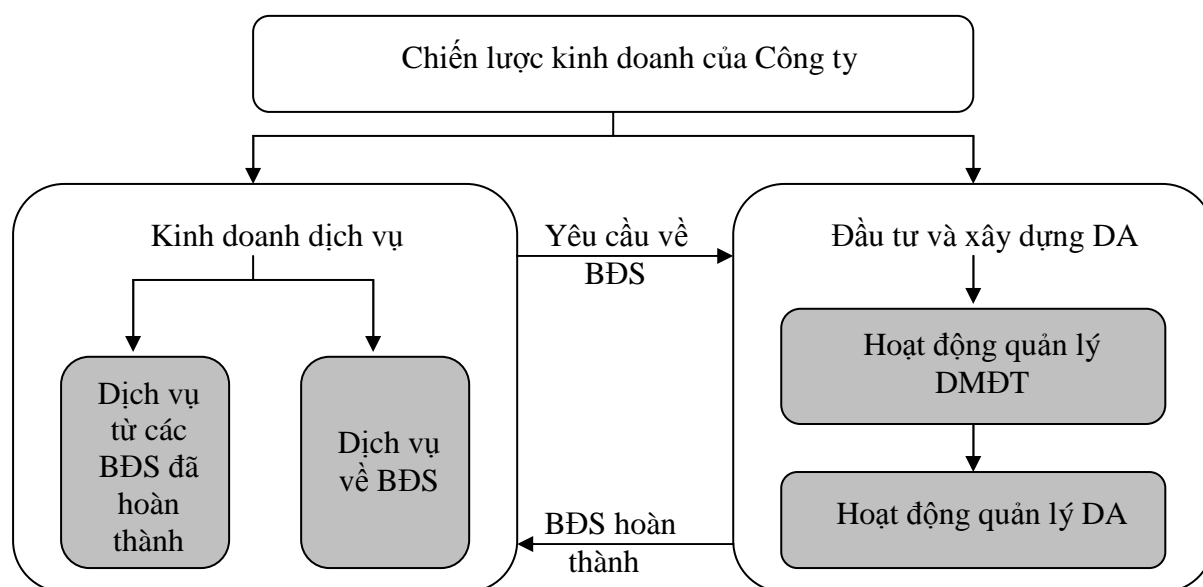 Chiến lược kinh doanh của Công ty
Kinh doanh dịch vụ
Dịch vụ
từ các
BĐS đã
hoàn
thành
Dịch vụ
về BĐS
Yêu cầu về
BĐS
BĐS hoàn
thành
Đầu tư và xây dựng DA
Hoạt động quản lý
DMĐT
Hoạt động quản lý DA